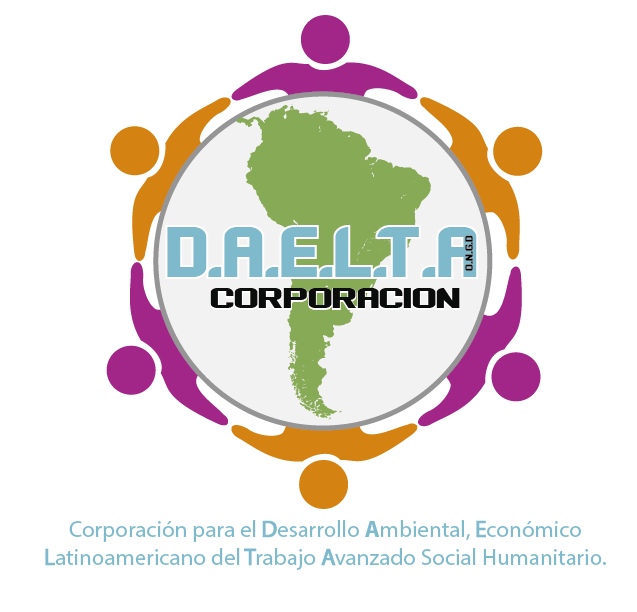 D.A.E.L.T.A
O.N.G.D
CORPORACION
Corporación para el Desarrollo Ambiental, Económico
Latinoamericano del Trabajo Avanzado Social Humanitario.